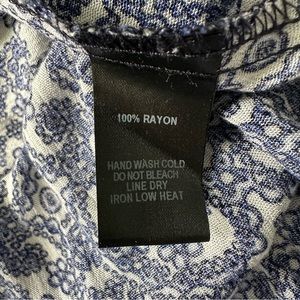 100% RAYON
HAND WASH COLD
DO NOT BLEACH
LINE DRY
IRON LOW HEAT